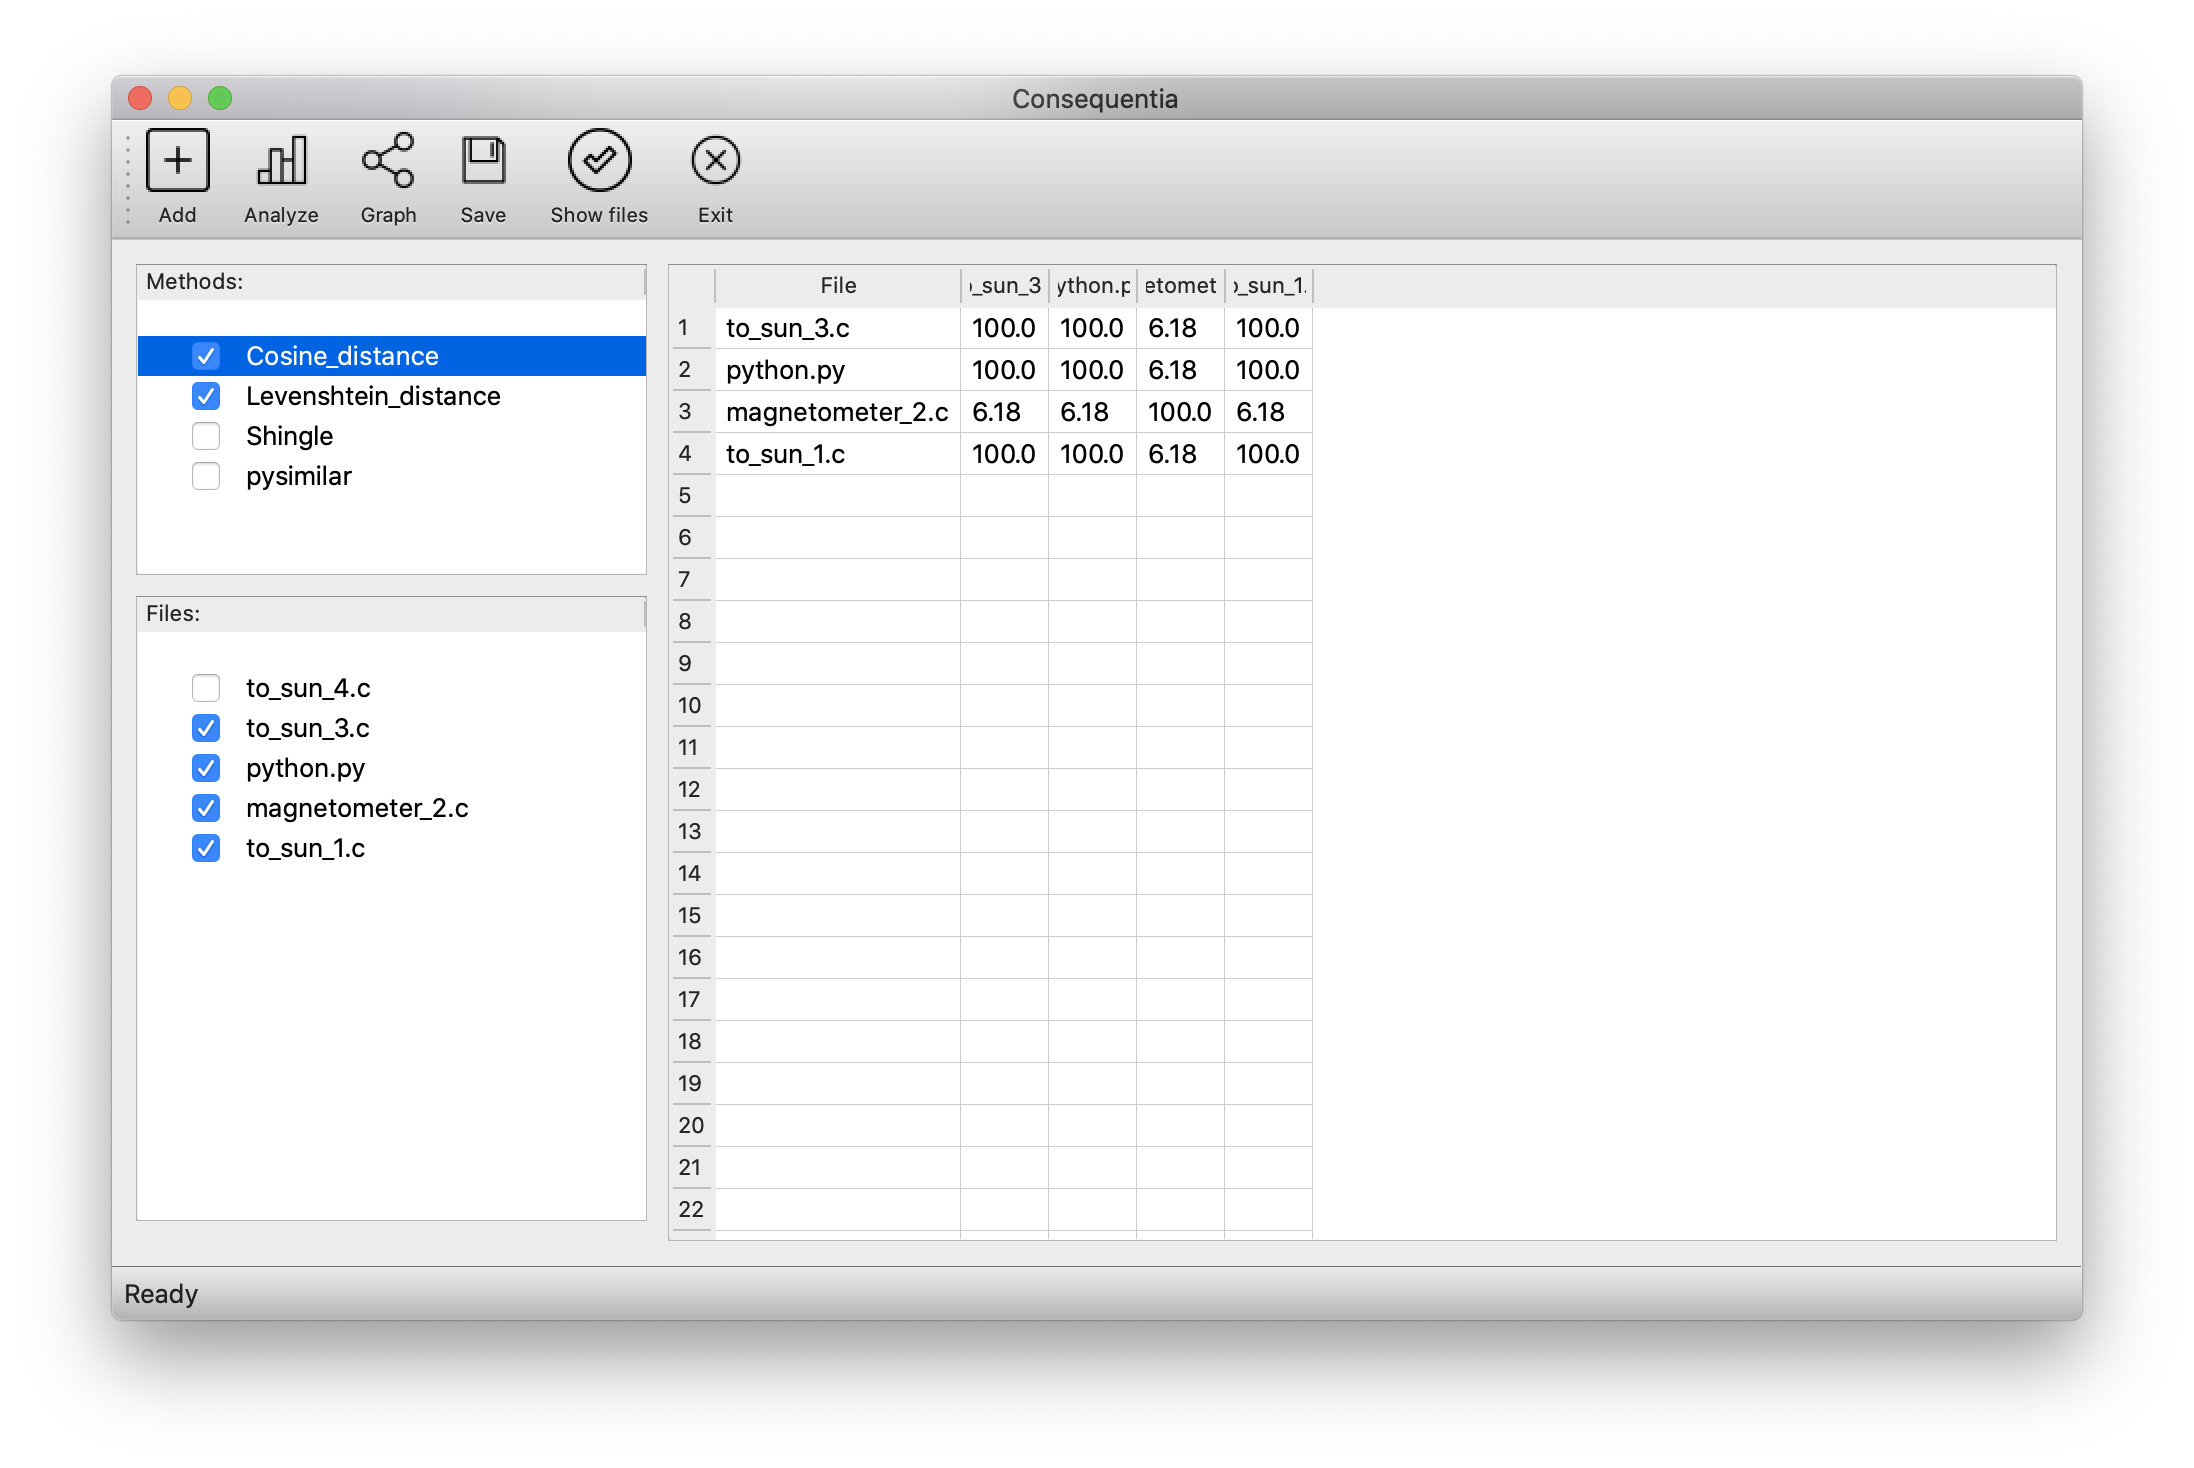 Consequentia
Add Analyze Graph Save Show files Exit
Methods:
Cosine_distance
Levenshtein_distance
Shingle
pysimilar
Files:
to_sun_4.c
to_sun_3.c
python.py
magnetometer_2.c
to_sun_1.c
File _sun_3 ython.p etomet _sun_1.
1 to_sun_3.c 100.0 100.0 6.18 100.0
2 python.py 100.0 100.0 6.18 100.0
3 magnetometer_2.c 6.18 6.18 100.0 6.18
4 to_sun_1.c 100.0 100.0 6.18 100.0
5
6
7
8
9
10
11
12
13
14
15
16
17
18
19
20
21
22
Ready